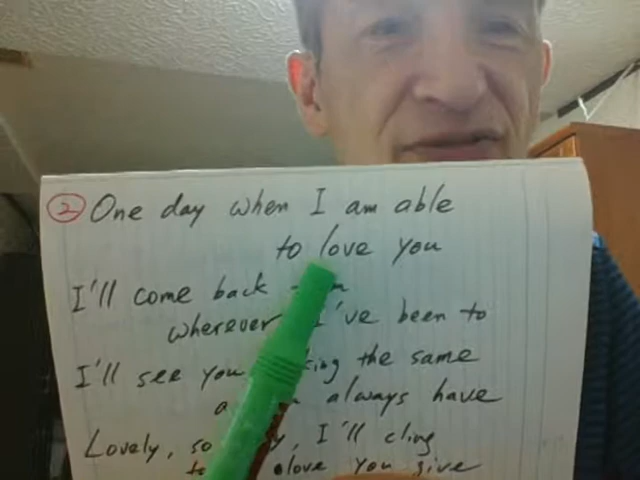 ② One day when I am able
to love you
I'll come back
wherever I've been to
I'll see you the same
always have
Lovely, I'll cling
you give